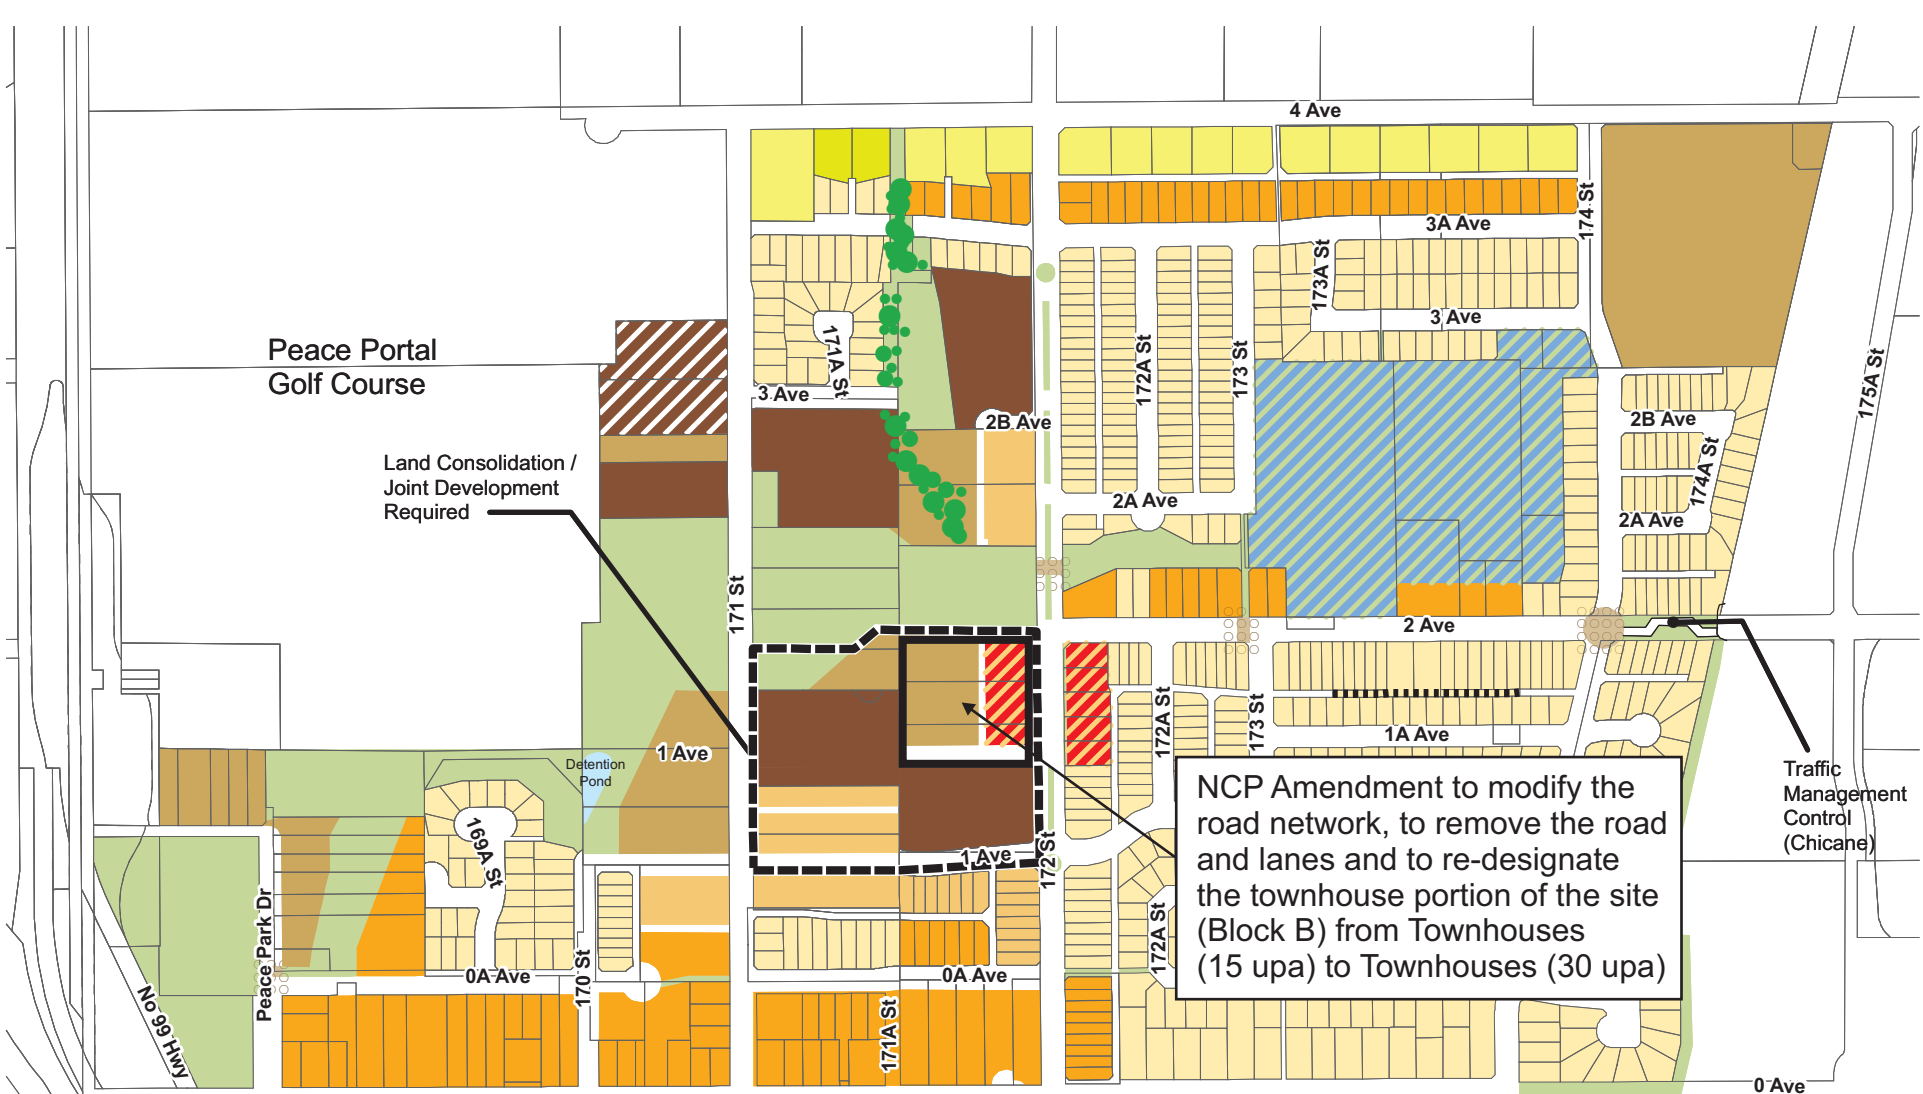 4 Ave
174 St
3A Ave
173A St
3 Ave
171A St
172A St
173 St
175A St
Peace Portal
Golf Course
3 Ave
2B Ave
2B Ave
174A St
Land Consolidation /
Joint Development
Required
2A Ave
2A Ave
171 St
2 Ave
172A St
173 St
1A Ave
1 Ave
Detention
Pond
Traffic
Management
Control
(Chicane)
NCP Amendment to modify the
road network, to remove the road
and lanes and to re-designate
the townhouse portion of the site
(Block B) from Townhouses
(15 upa) to Townhouses (30 upa)
169A St
1 Ave
172 St
Peace Park Dr
172A St
0A Ave
170 St
0A Ave
No 99 Hwy
171A St
0 Ave